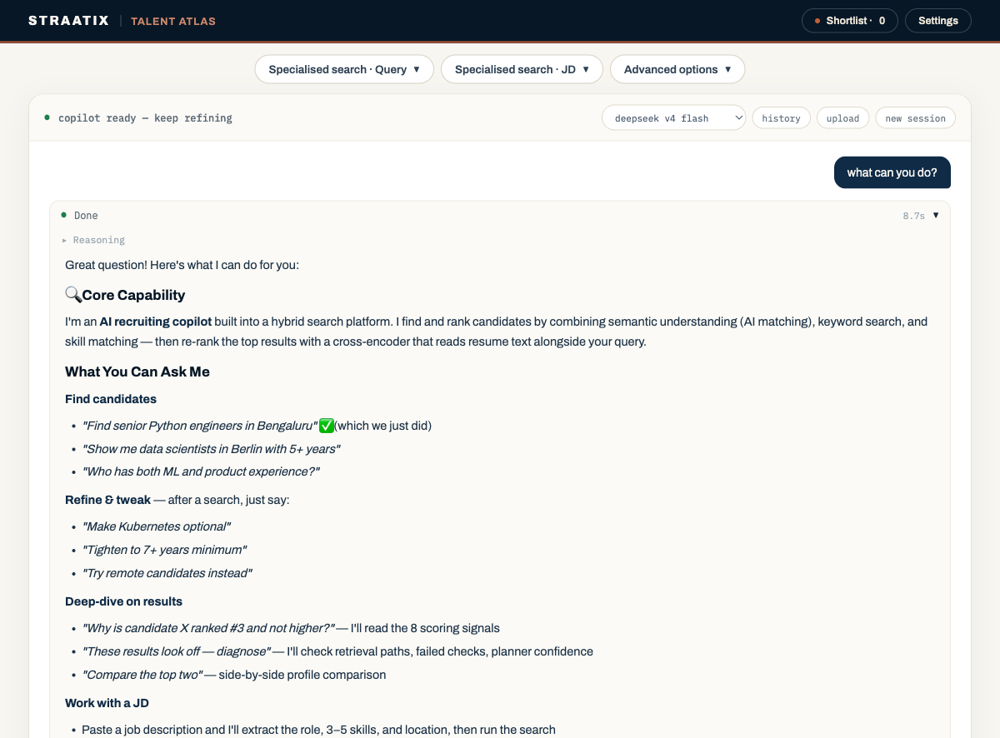 STRAATIX | TALENT ATLAS
Shortlist · 0
Settings
Specialised search · Query ▼
Specialised search · JD ▼
Advanced options ▼
copilot ready — keep refining
deepseek v4 flash
history
upload
new session
what can you do?
Done
8.7s ▼
▸ Reasoning
Great question! Here's what I can do for you:
🔍Core Capability
I'm an AI recruiting copilot built into a hybrid search platform. I find and rank candidates by combining semantic understanding (AI matching), keyword search, and
skill matching — then re-rank the top results with a cross-encoder that reads resume text alongside your query.
What You Can Ask Me
Find candidates
• "Find senior Python engineers in Bengaluru" ✅(which we just did)
• "Show me data scientists in Berlin with 5+ years"
• "Who has both ML and product experience?"
Refine & tweak — after a search, just say:
• "Make Kubernetes optional"
• "Tighten to 7+ years minimum"
• "Try remote candidates instead"
Deep-dive on results
• "Why is candidate X ranked #3 and not higher?" — I'll read the 8 scoring signals
• "These results look off — diagnose" — I'll check retrieval paths, failed checks, planner confidence
• "Compare the top two" — side-by-side profile comparison
Work with a JD
• Paste a job description and I'll extract the role, 3–5 skills, and location, then run the search